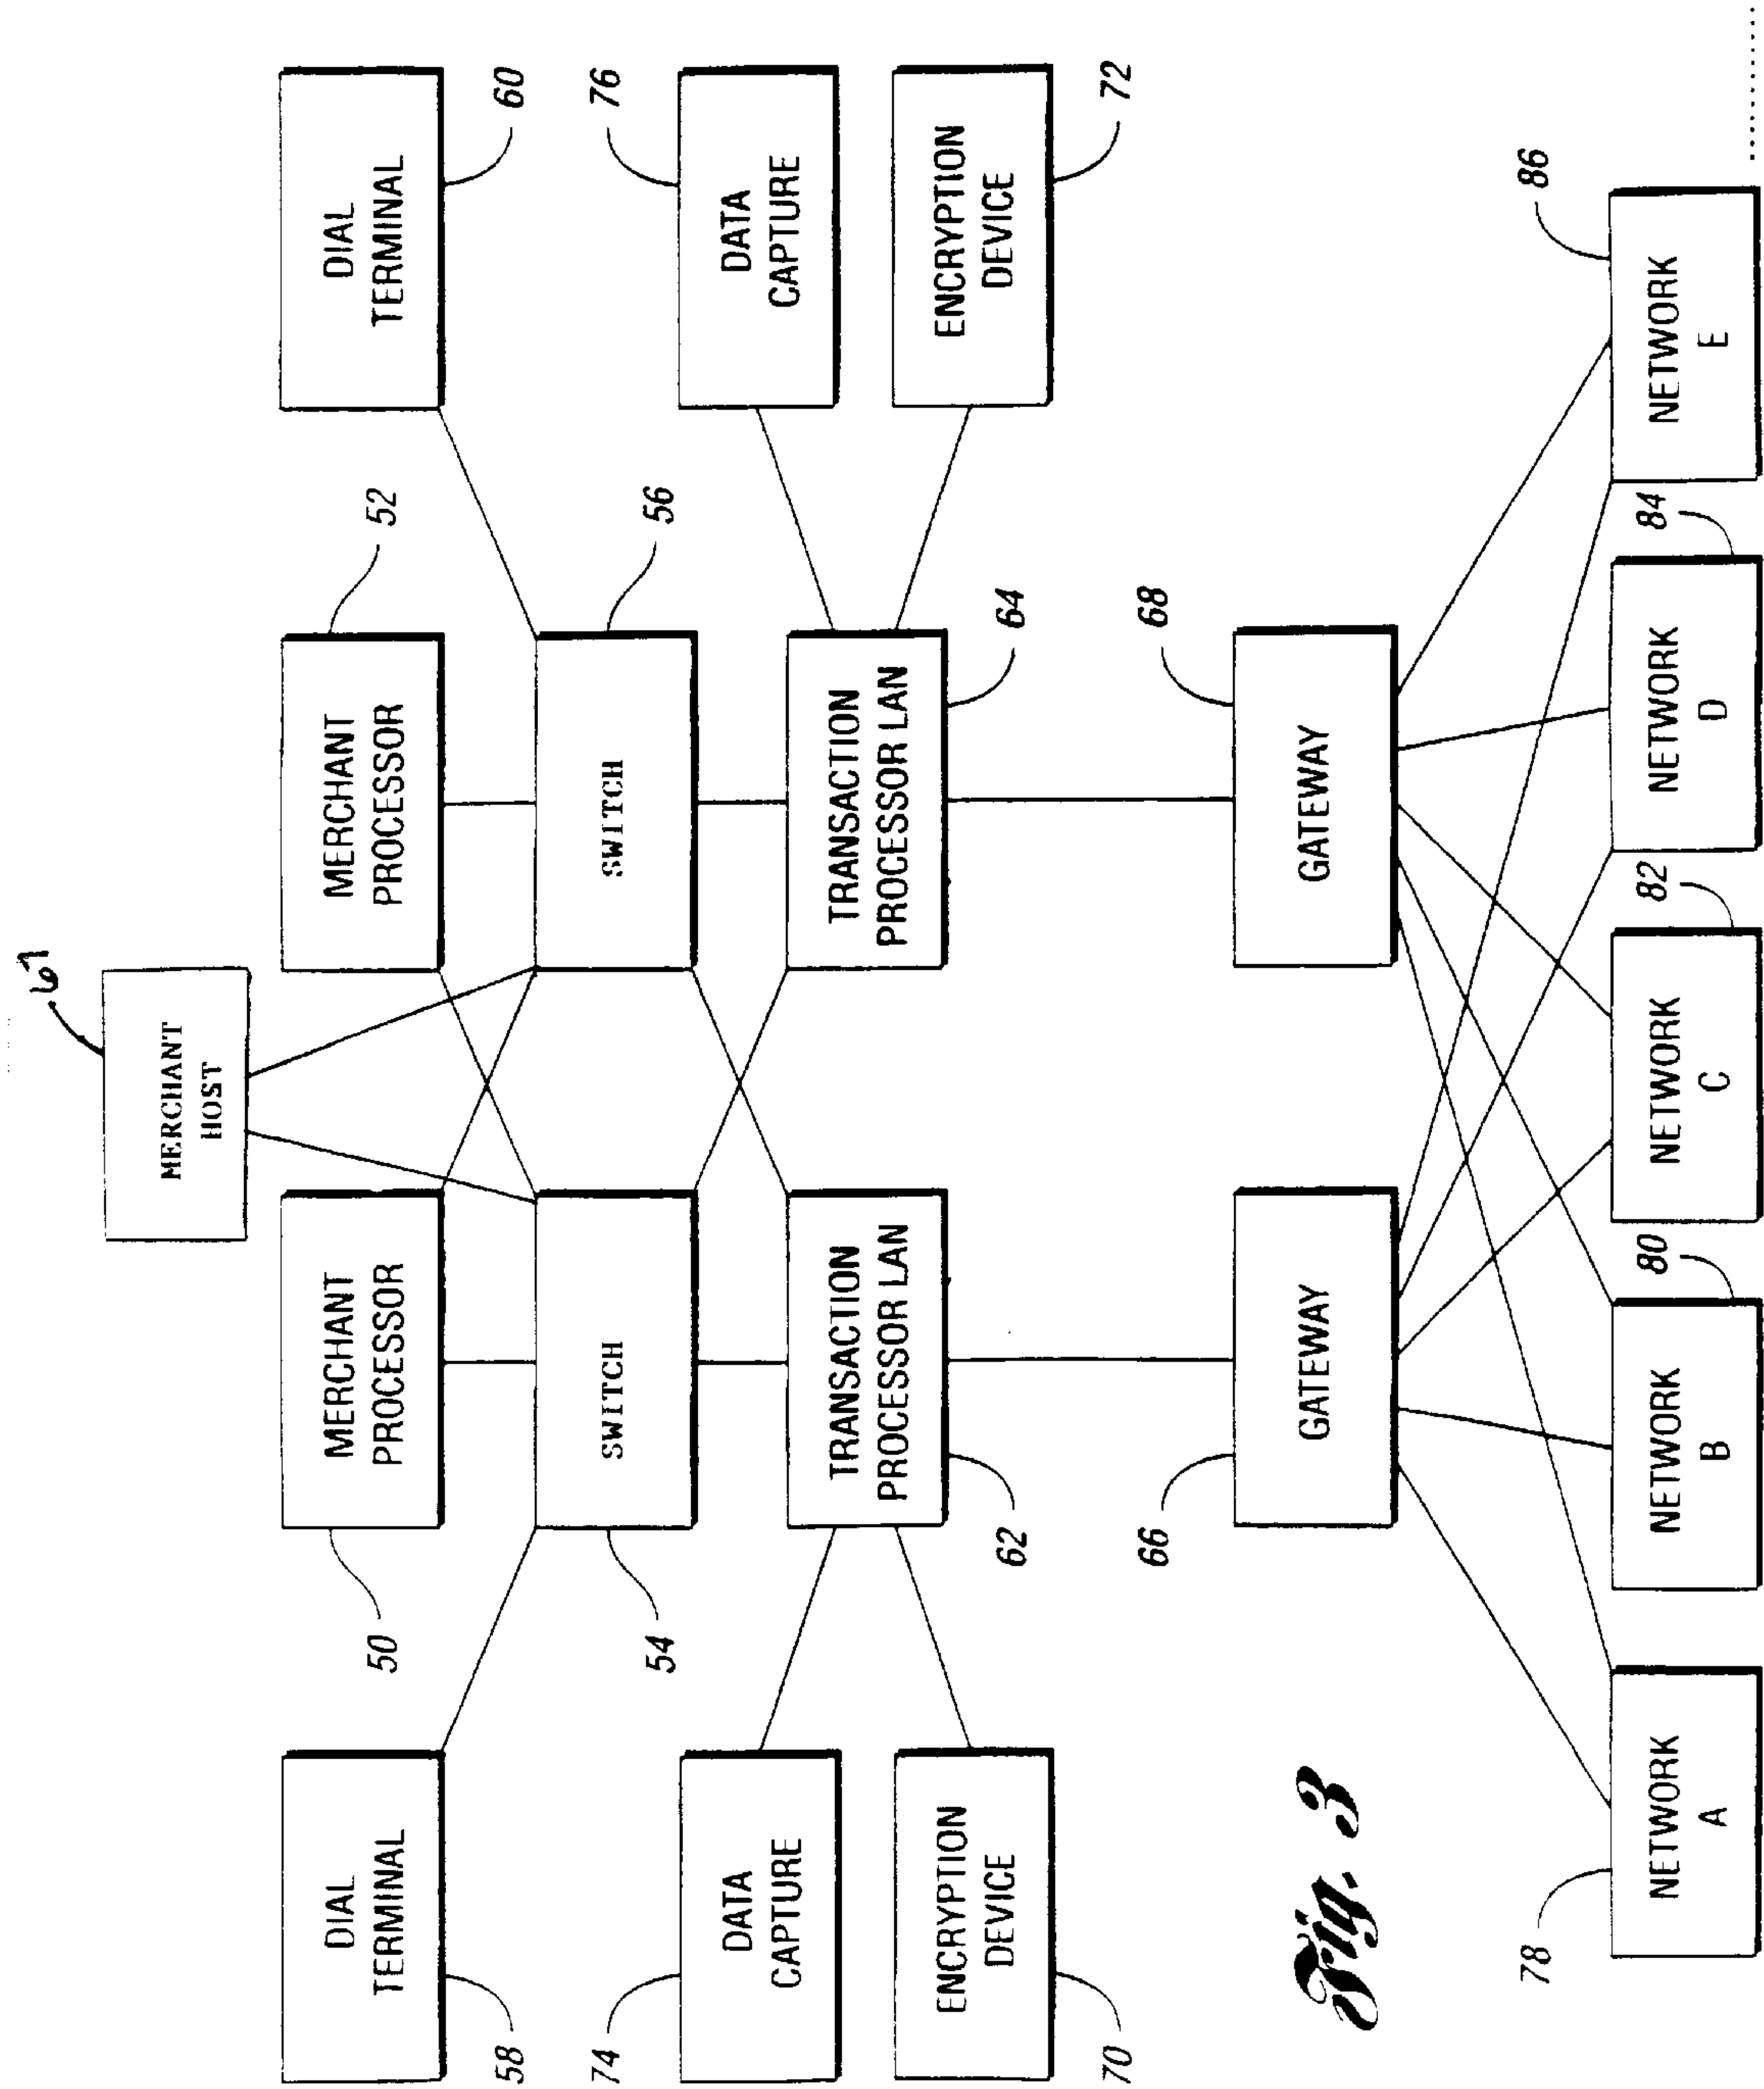 MERCHANT
HOST
61
DIAL
TERMINAL
58
MERCHANT
PROCESSOR
50
MERCHANT
PROCESSOR
52
DIAL
TERMINAL
60
SWITCH
54
SWITCH
56
DATA
CAPTURE
74
TRANSACTION
PROCESSOR LAN
62
TRANSACTION
PROCESSOR LAN
64
DATA
CAPTURE
76
ENCRYPTION
DEVICE
70
ENCRYPTION
DEVICE
72
GATEWAY
66
GATEWAY
68
Fig. 3
NETWORK
A
78
NETWORK
B
80
NETWORK
C
82
NETWORK
D
84
NETWORK
E
86